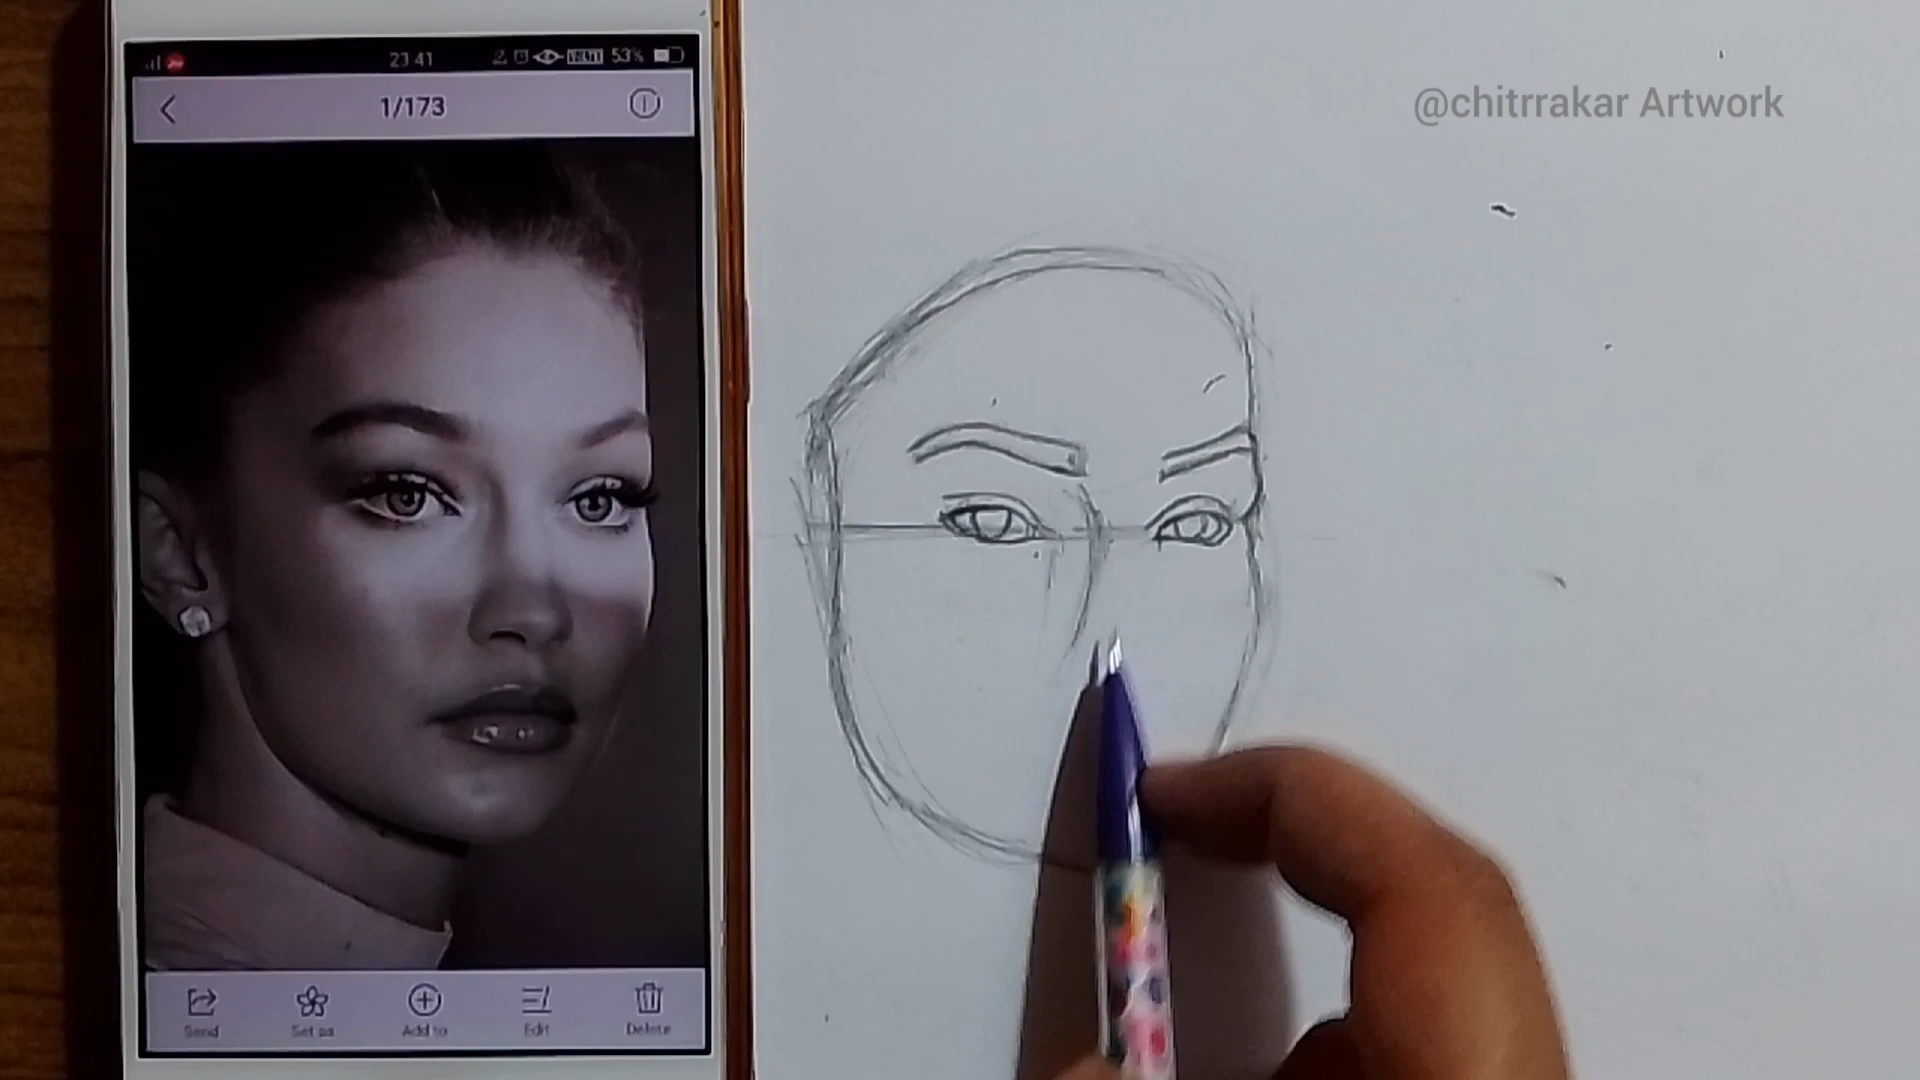 23 41
53%
1/173
@chitrrakar Artwork
Send
Set as
Add to
Edit
Delete